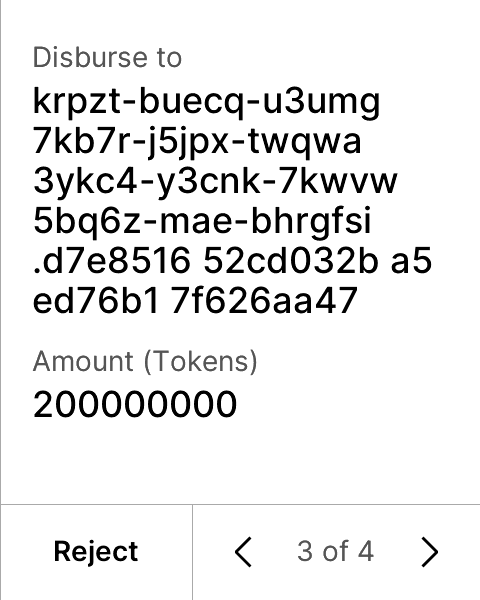 Disburse to
krpzt-buecq-u3umg
7kb7r-j5jpx-twqwa
3ykc4-y3cnk-7kwvw
5bq6z-mae-bhrgfsi
.d7e8516 52cd032b a5
ed76b1 7f626aa47
Amount (Tokens)
200000000
Reject
3 of 4